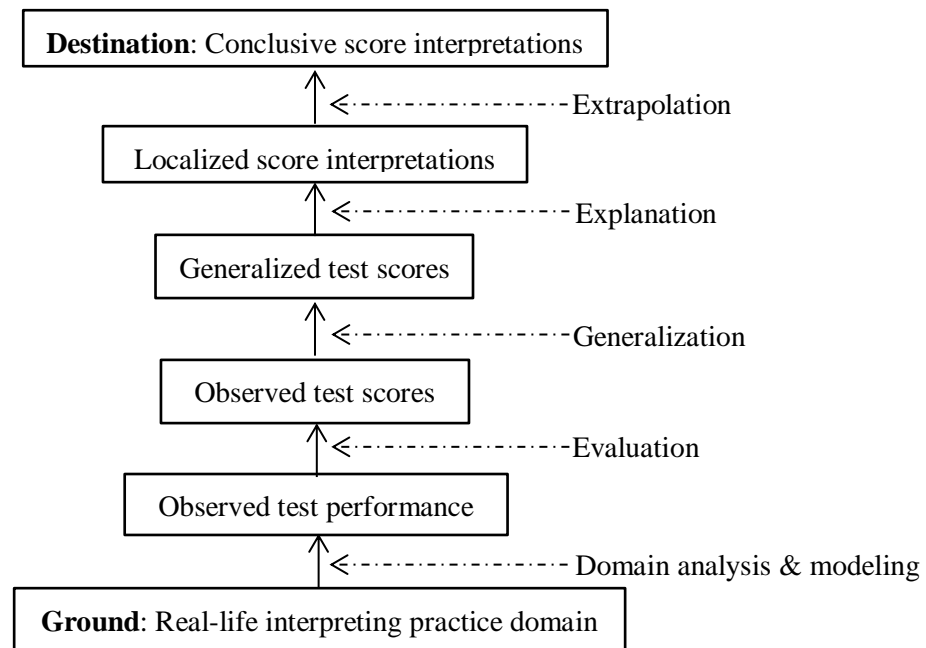 Destination: Conclusive score interpretations
Extrapolation
Localized score interpretations
Explanation
Generalized test scores
Generalization
Observed test scores
Evaluation
Observed test performance
Domain analysis & modeling
Ground: Real-life interpreting practice domain